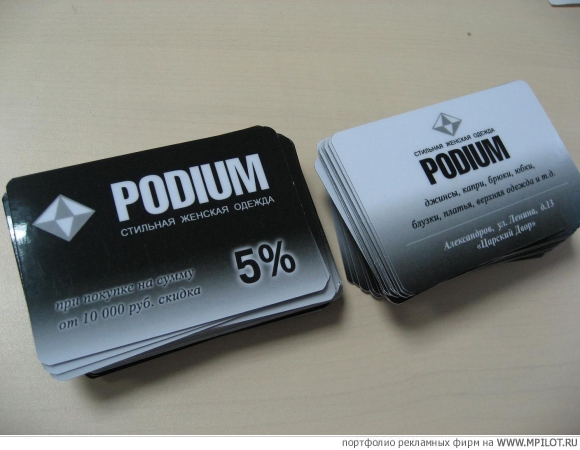 PODIUM
СТИЛЬНАЯ ЖЕНСКАЯ ОДЕЖДА
5%
при покупке на сумму
от 10 000 руб. скидка
СТИЛЬНАЯ ЖЕНСКАЯ ОДЕЖДА
PODIUM
джинсы, капри, брюки, юбки,
блузки, платья, верхняя одежда и т.д.
Александров, ул. Ленина, д.13
«Царский Двор»
портфолио рекламных фирм на WWW.MPILOT.RU